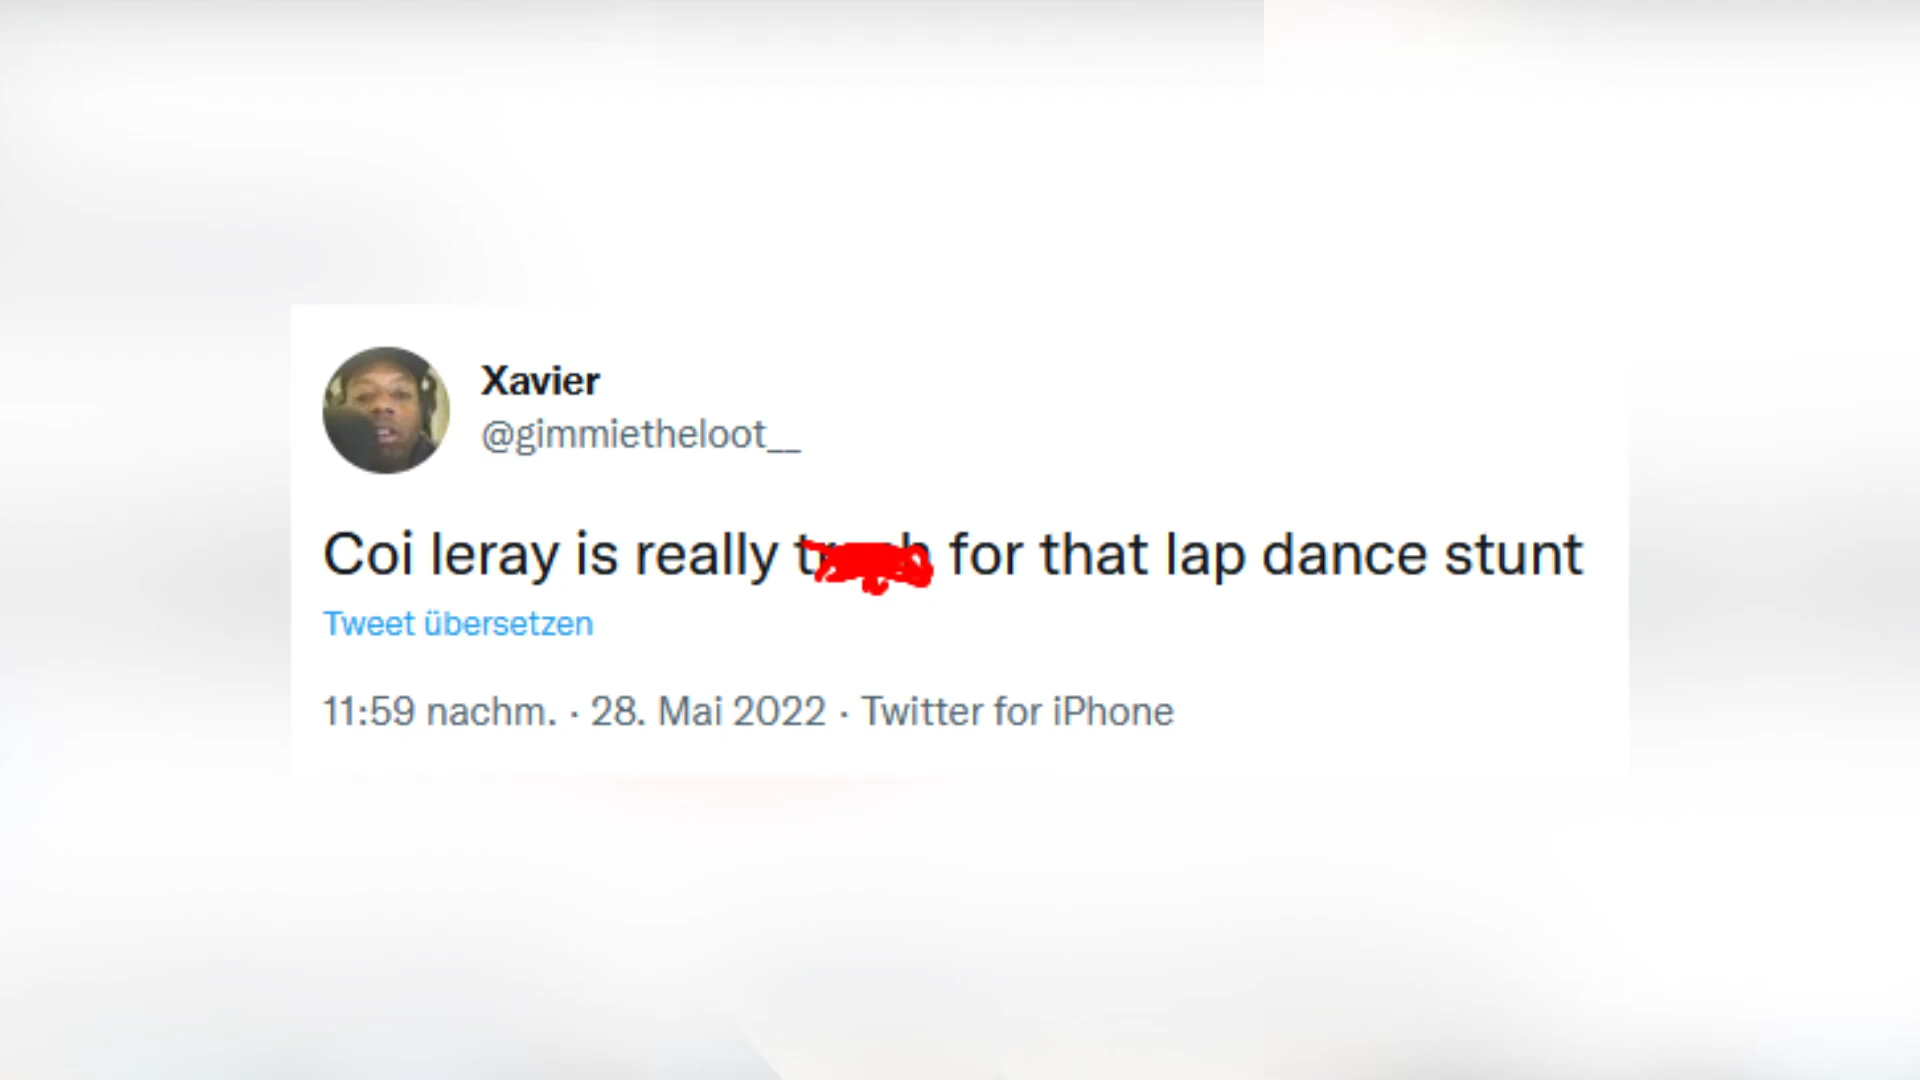 Xavier
@gimmietheloot__
Coi leray is really for that lap dance stunt
Tweet übersetzen
11:59 nachm. · 28. Mai 2022 · Twitter for iPhone